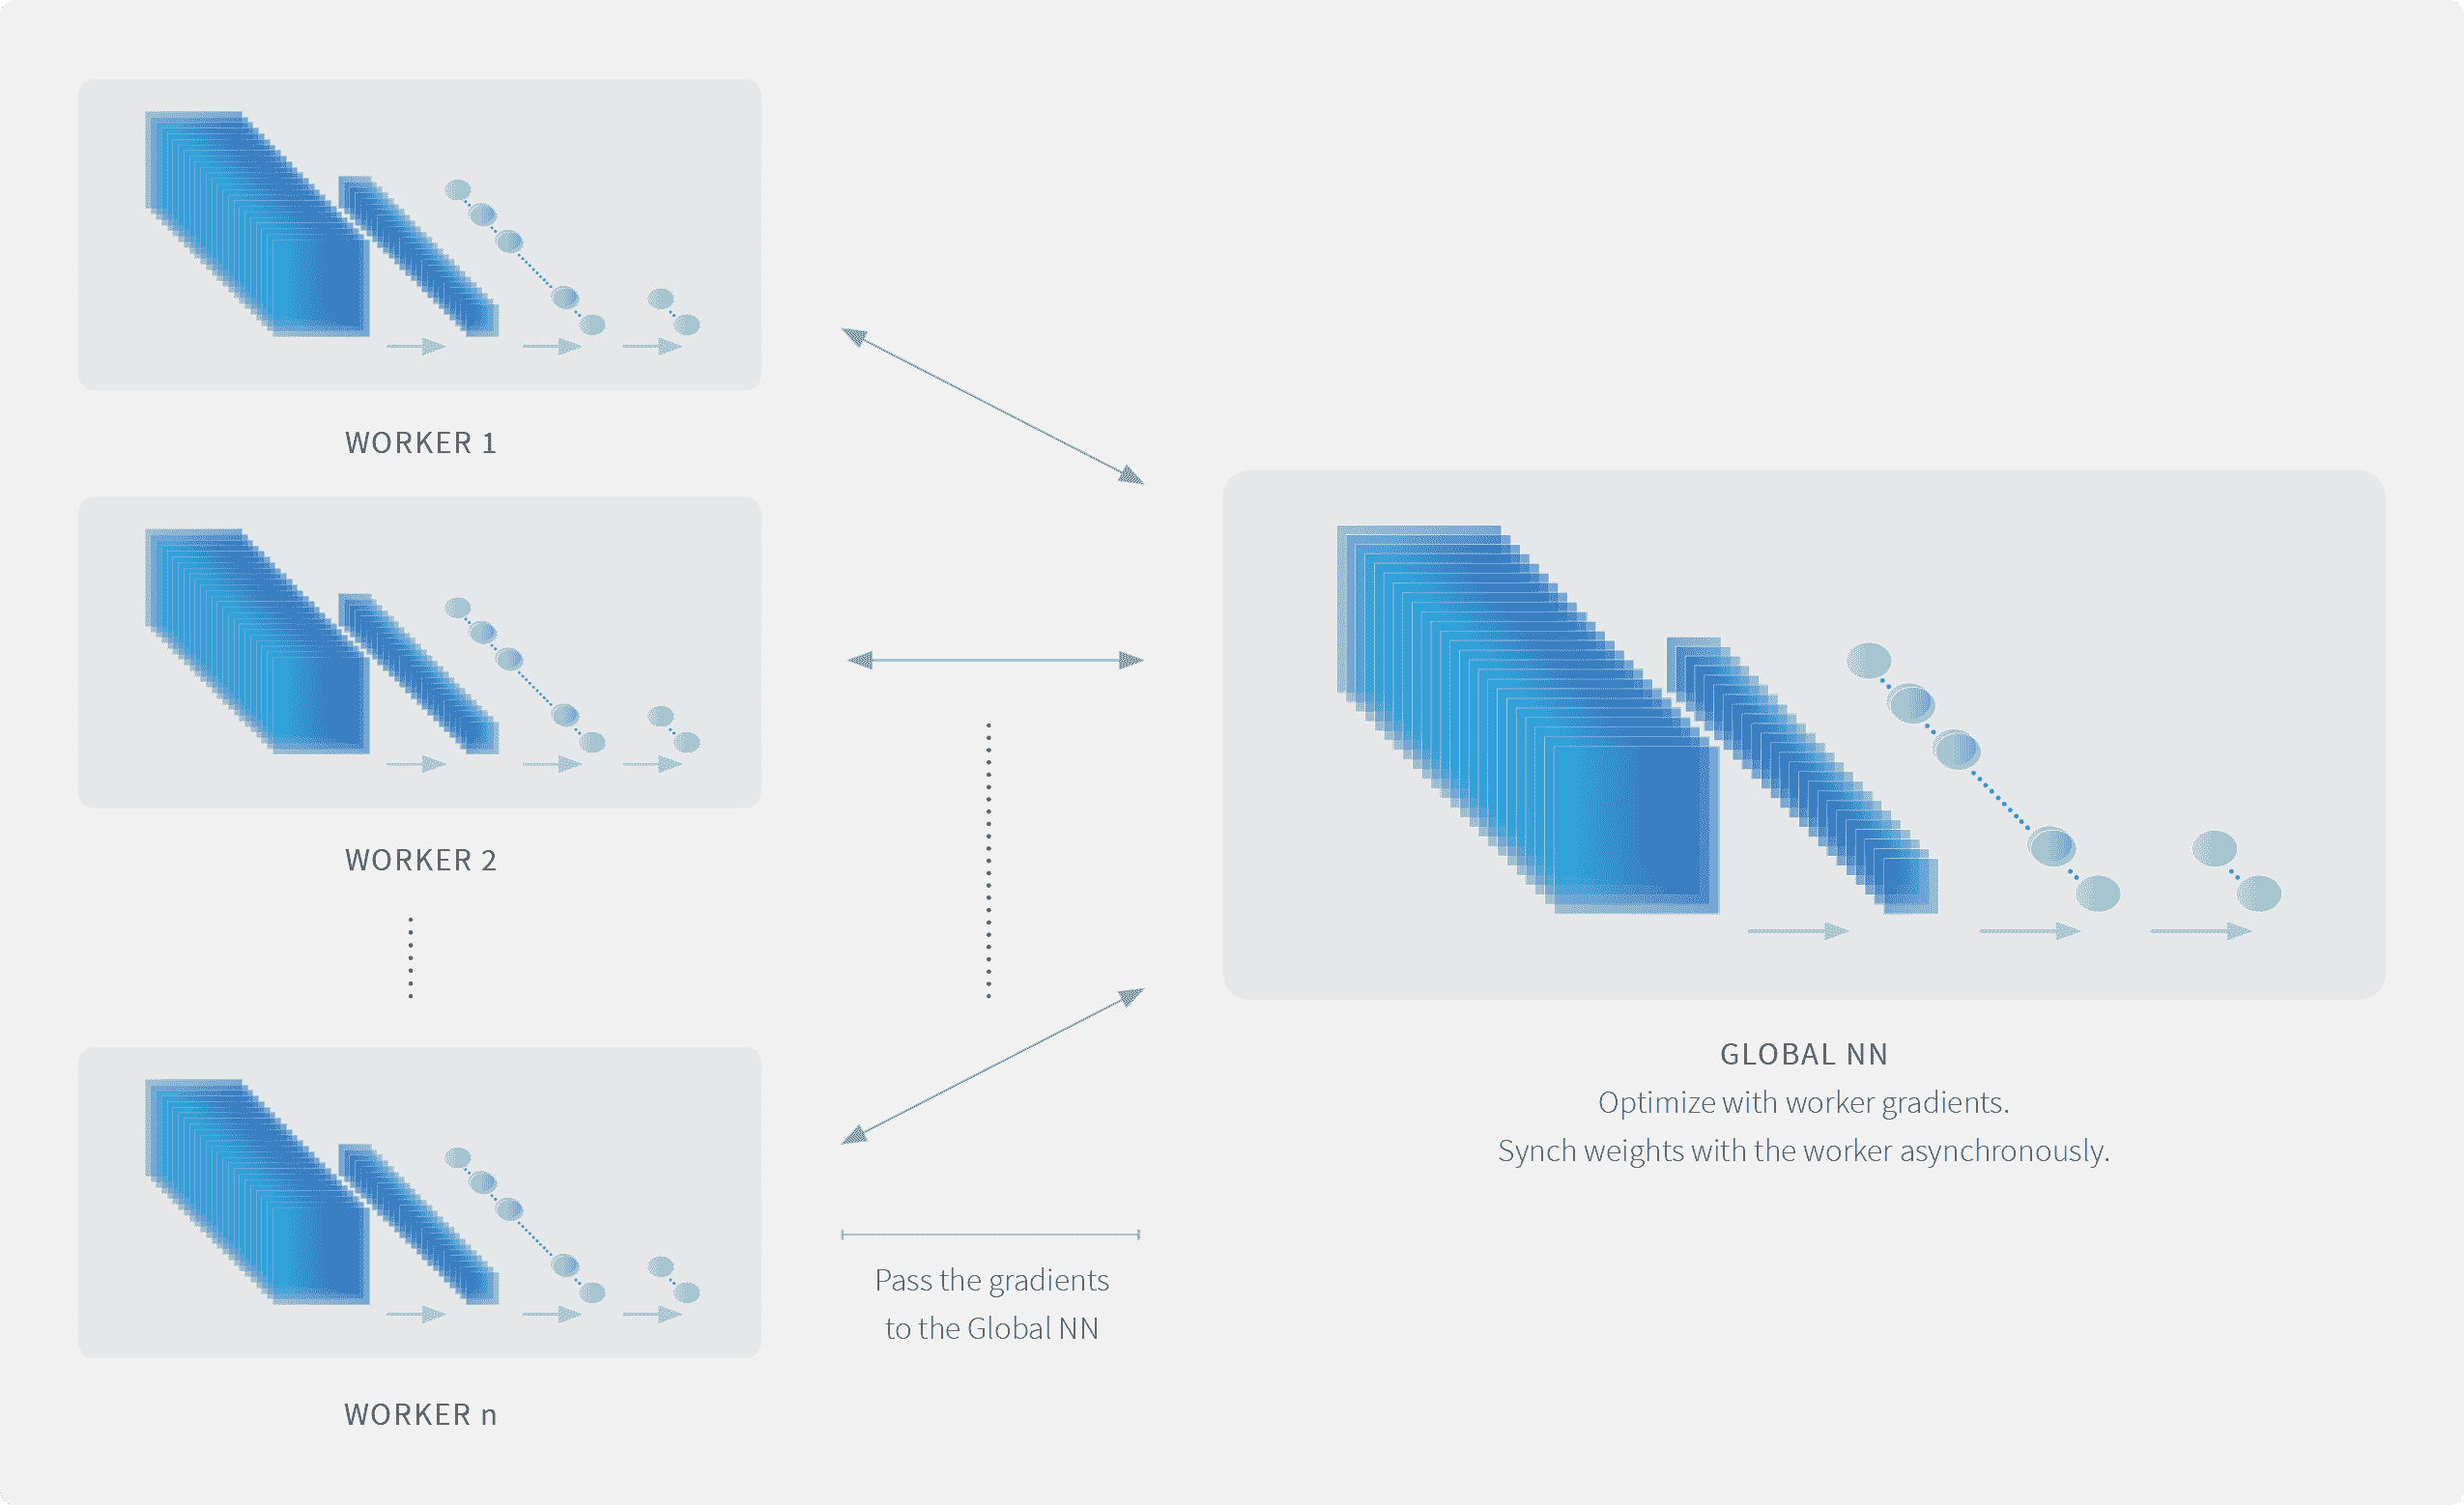 WORKER 1
WORKER 2
WORKER n
Pass the gradients
to the Global NN
GLOBAL NN
Optimize with worker gradients.
Synch weights with the worker asynchronously.